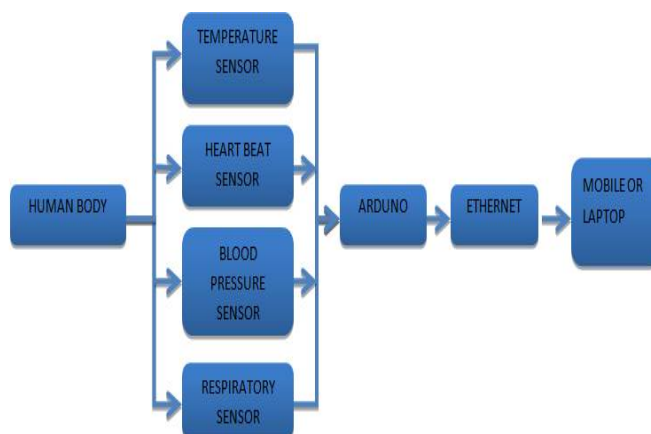 HUMAN BODY
TEMPERATURE
SENSOR
HEART BEAT
SENSOR
BLOOD
PRESSURE
SENSOR
RESPIRATORY
SENSOR
ARDUNO
ETHERNET
MOBILE OR
LAPTOP